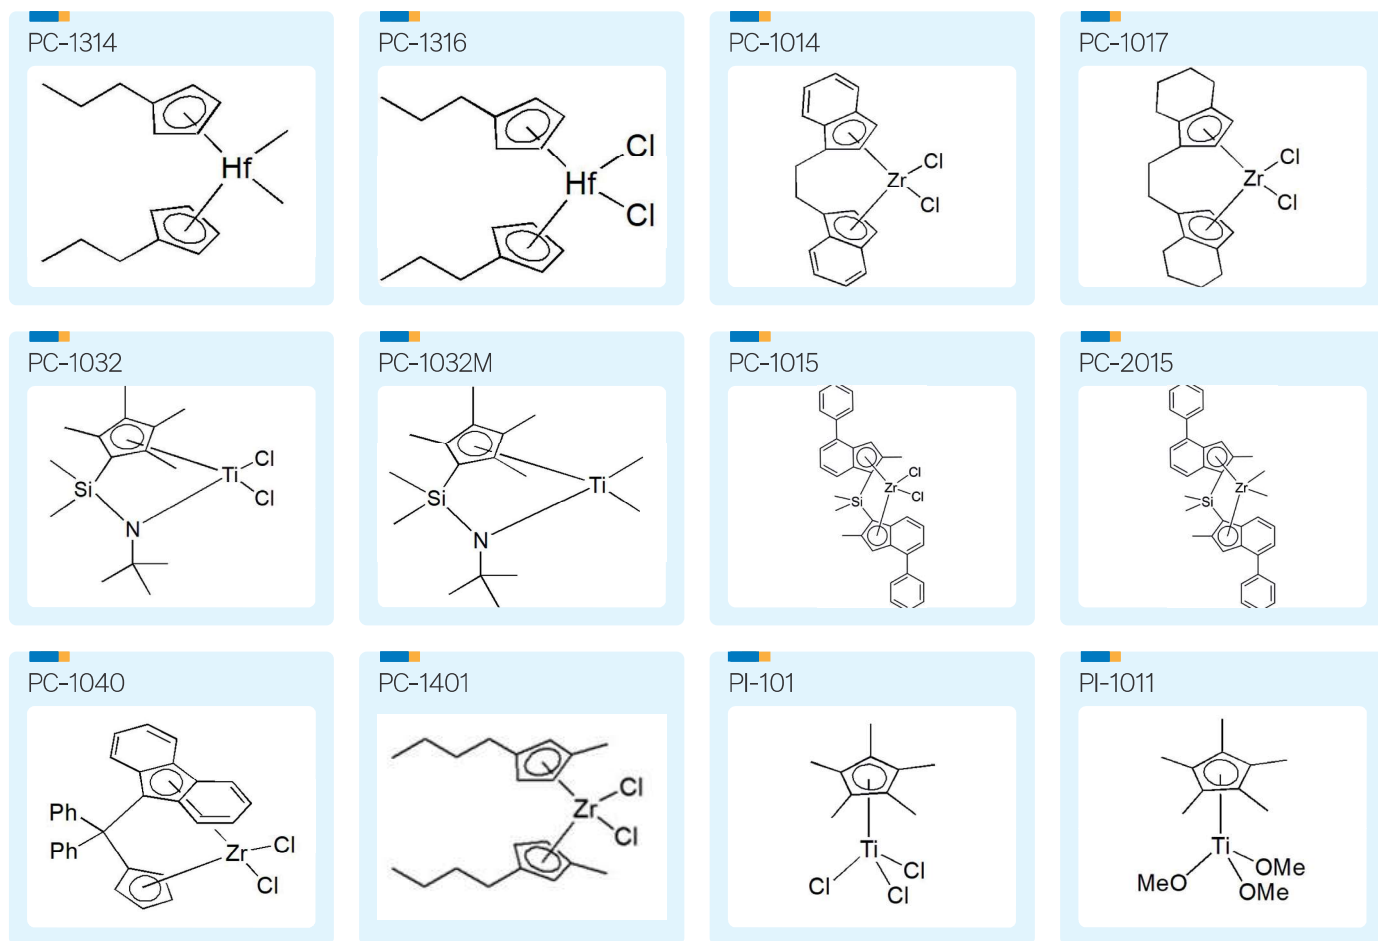 PC-1314
Hf
PC-1316
Cl
Hf
Cl
PC-1014
Cl
Zr
Cl
PC-1017
Cl
Zr
Cl
PC-1032
Cl
Ti
Si
Cl
N
PC-1032M
Ti
Si
N
PC-1015
Cl
Zr
Cl
Si
PC-2015
Zr
Si
PC-1040
Ph
Ph
Cl
Zr
Cl
PC-1401
Cl
Zr
Cl
PI-101
Ti
Cl
Cl
Cl
PI-1011
Ti
OMe
MeO
OMe